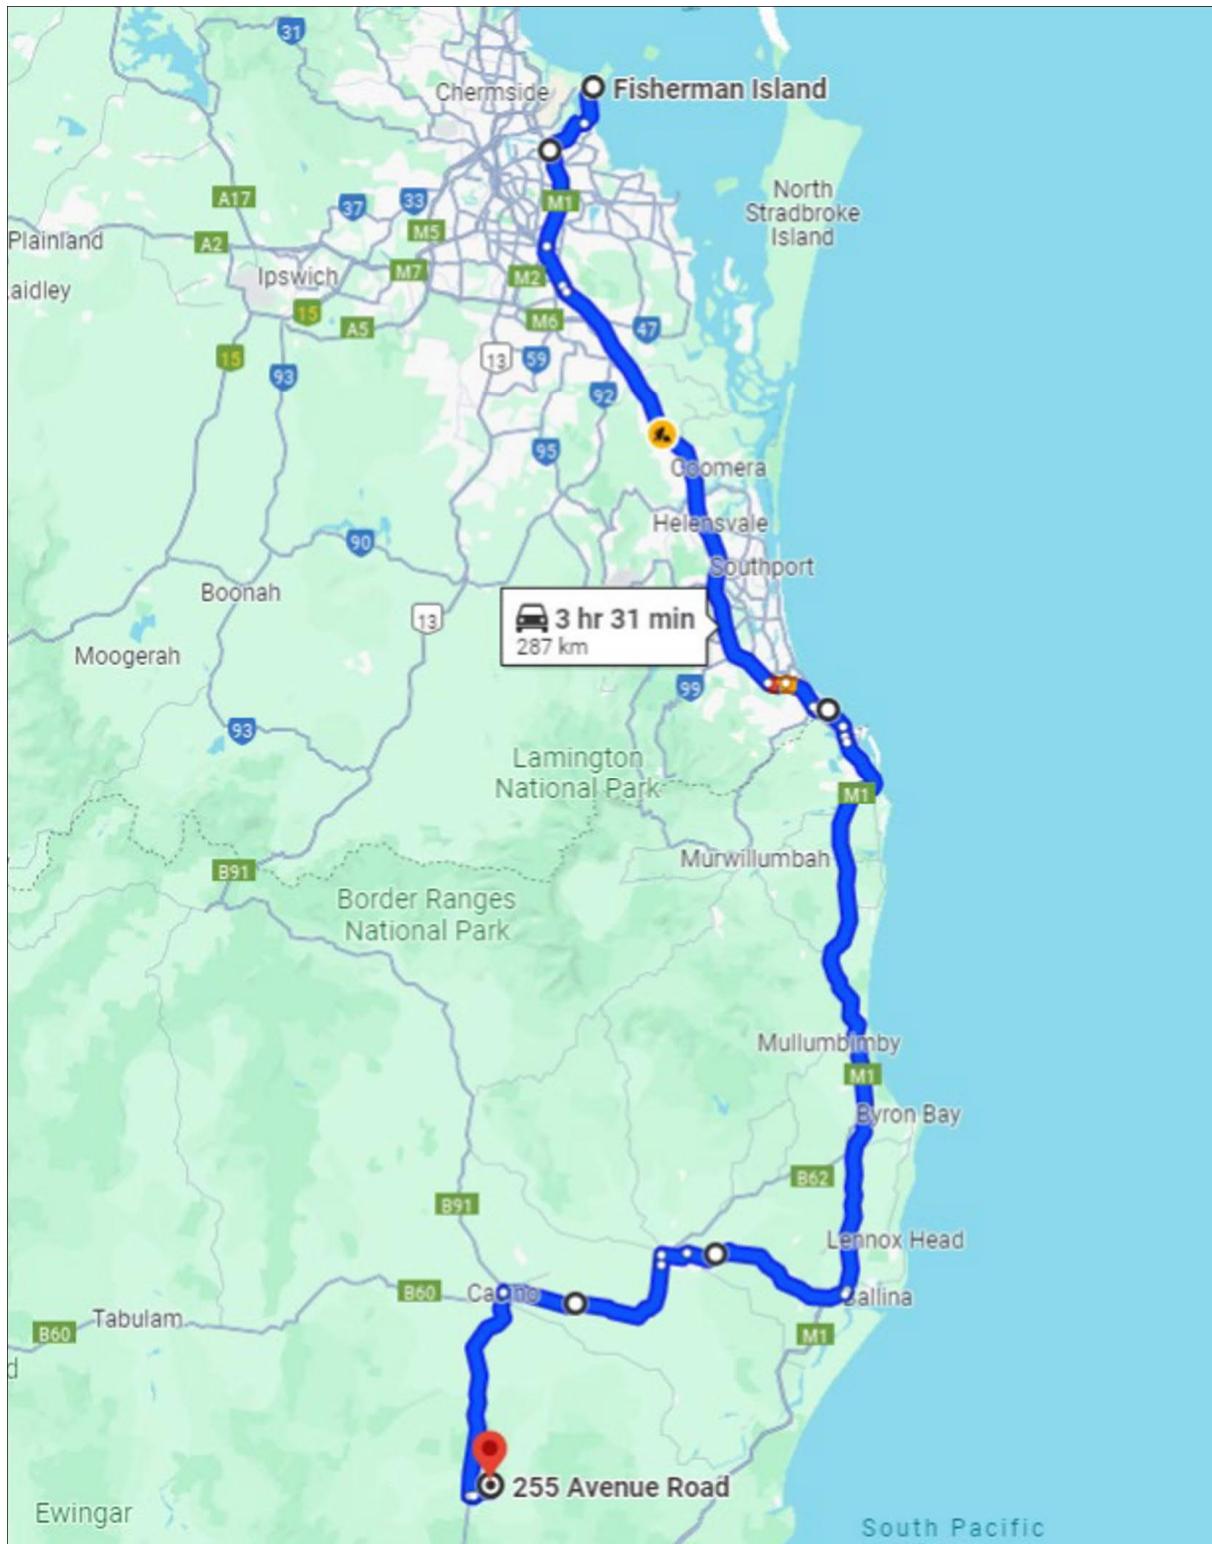 31
Chermside
Fisherman Island
A17
37
33
M1
North
Stradbroke
Island
M5
Plainland
A2
M7
Ipswich
M2
aidley
15
A5
M6
47
15
13
59
93
92
95
Coomera
Helensvale
90
Southport
Boonah
13
3 hr 31 min
287 km
Moogerah
99
93
Lamington
National Park
M1
Murwillumbah
B91
Border Ranges
National Park
Mullumbimby
M1
Byron Bay
B62
B91
Lennox Head
B60
Casino
Ballina
Tabulam
B60
M1
d
255 Avenue Road
Ewingar
South Pacific